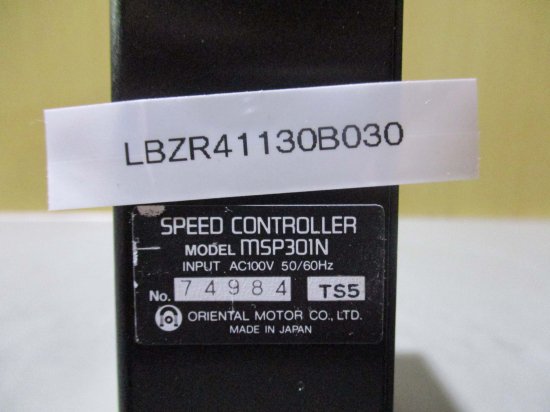 LBZR41130B030
SPEED CONTROLLER
MODEL MSP301N
INPUT AC100V 50/60Hz
No. 74984 TS5
ORIENTAL MOTOR CO., LTD.
MADE IN JAPAN